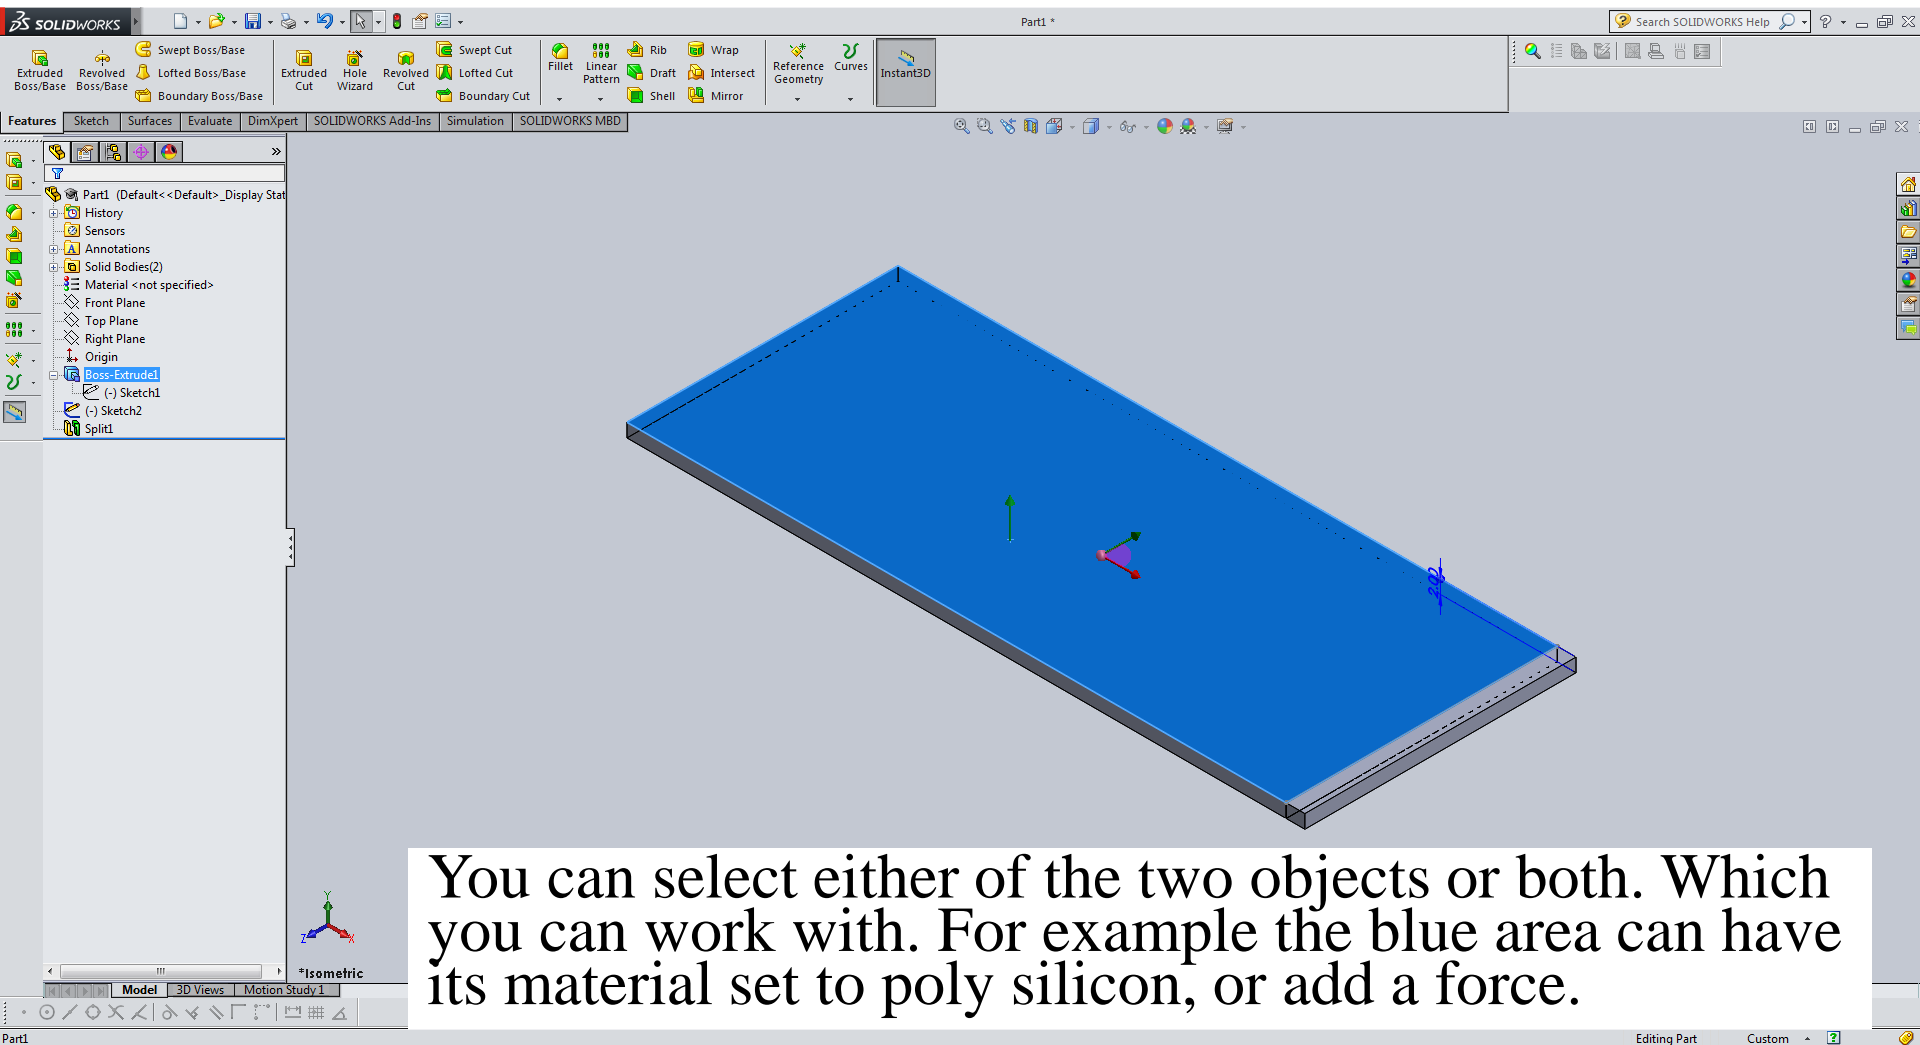 SOLIDWORKS
Part1 *
Search SOLIDWORKS Help
Extruded Boss/Base
Revolved Boss/Base
Swept Boss/Base
Lofted Boss/Base
Boundary Boss/Base
Extruded Cut
Hole Wizard
Revolved Cut
Swept Cut
Lofted Cut
Boundary Cut
Fillet
Linear Pattern
Rib
Draft
Shell
Wrap
Intersect
Mirror
Reference Geometry
Curves
Instant3D
Features Sketch Surfaces Evaluate DimXpert SOLIDWORKS Add-Ins Simulation SOLIDWORKS MBD
Part1 (Default<<Default>_Display Stat
History
Sensors
Annotations
Solid Bodies(2)
Material <not specified>
Front Plane
Top Plane
Right Plane
Origin
Boss-Extrude1
(-) Sketch1
(-) Sketch2
Split1
Y
Z
X
*Isometric
You can select either of the two objects or both. Which
you can work with. For example the blue area can have
its material set to poly silicon, or add a force.
Model 3D Views Motion Study 1
Part1
Editing Part Custom